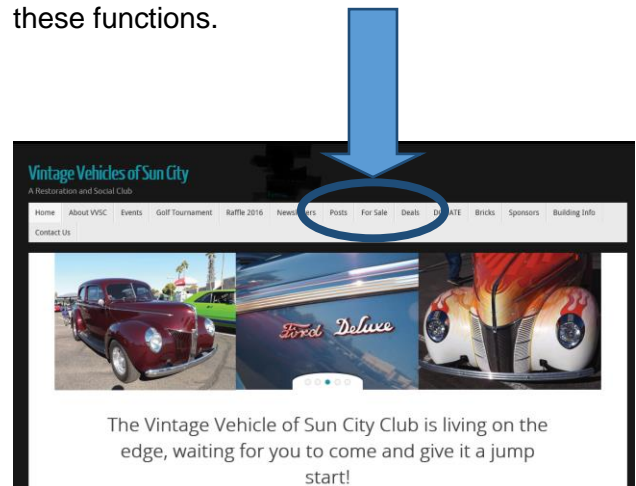 these functions.
Vintage Vehicles of Sun City
A Restoration and Social Club
Home About VVSC Events Golf Tournament Raffle 2016 Posts For Sale Deals Bricks Sponsors Building Info
Contact Us
Ford Deluxe
The Vintage Vehicle of Sun City Club is living on the
edge, waiting for you to come and give it a jump
start!